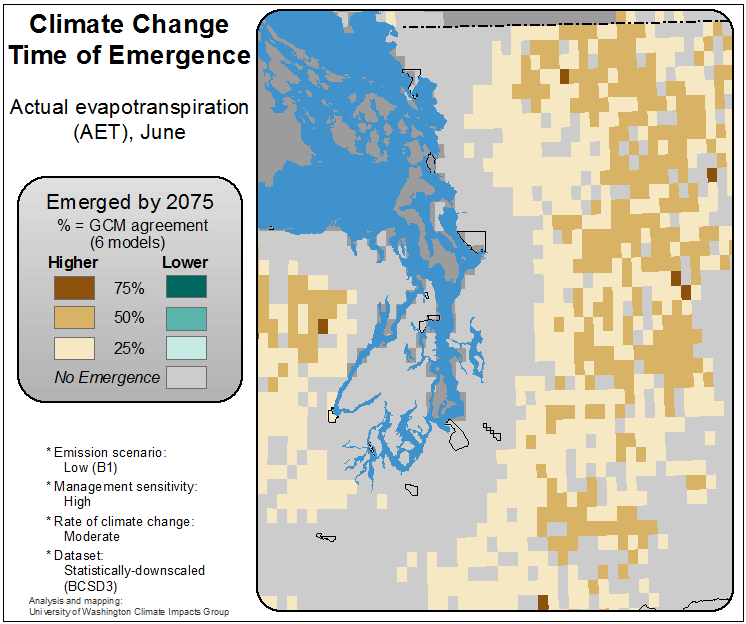 Climate Change
Time of Emergence
Actual evapotranspiration
(AET), June
Emerged by 2075
% = GCM agreement
(6 models)
Higher Lower
75%
50%
25%
No Emergence
* Emission scenario:
Low (B1)
* Management sensitivity:
High
* Rate of climate change:
Moderate
* Dataset:
Statistically-downscaled
(BCSD3)
Analysis and mapping:
University of Washington Climate Impacts Group